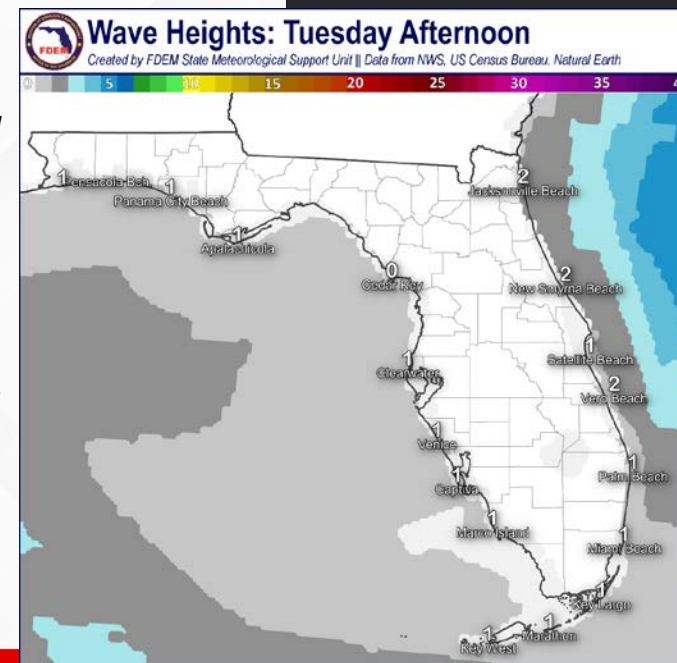 Wave Heights: Tuesday Afternoon
FDEM
Created by FDEM State Meteorological Support Unit || Data from NWS, US Census Bureau, Natural Earth
0 5 10 15 20 25 30 35
1
Pensacola Bch
1
Panama City Beach
1
Apalachicola
2
Jacksonville Beach
0
Cedar Key
2
New Smyrna Beach
1
Satellite Beach
1
Clearwater
2
Vero Beach
1
Venice
1
Palm Beach
1
Captiva
1
Marco Island
1
Miami Beach
1
Key Largo
1
Marathon
1
Key West